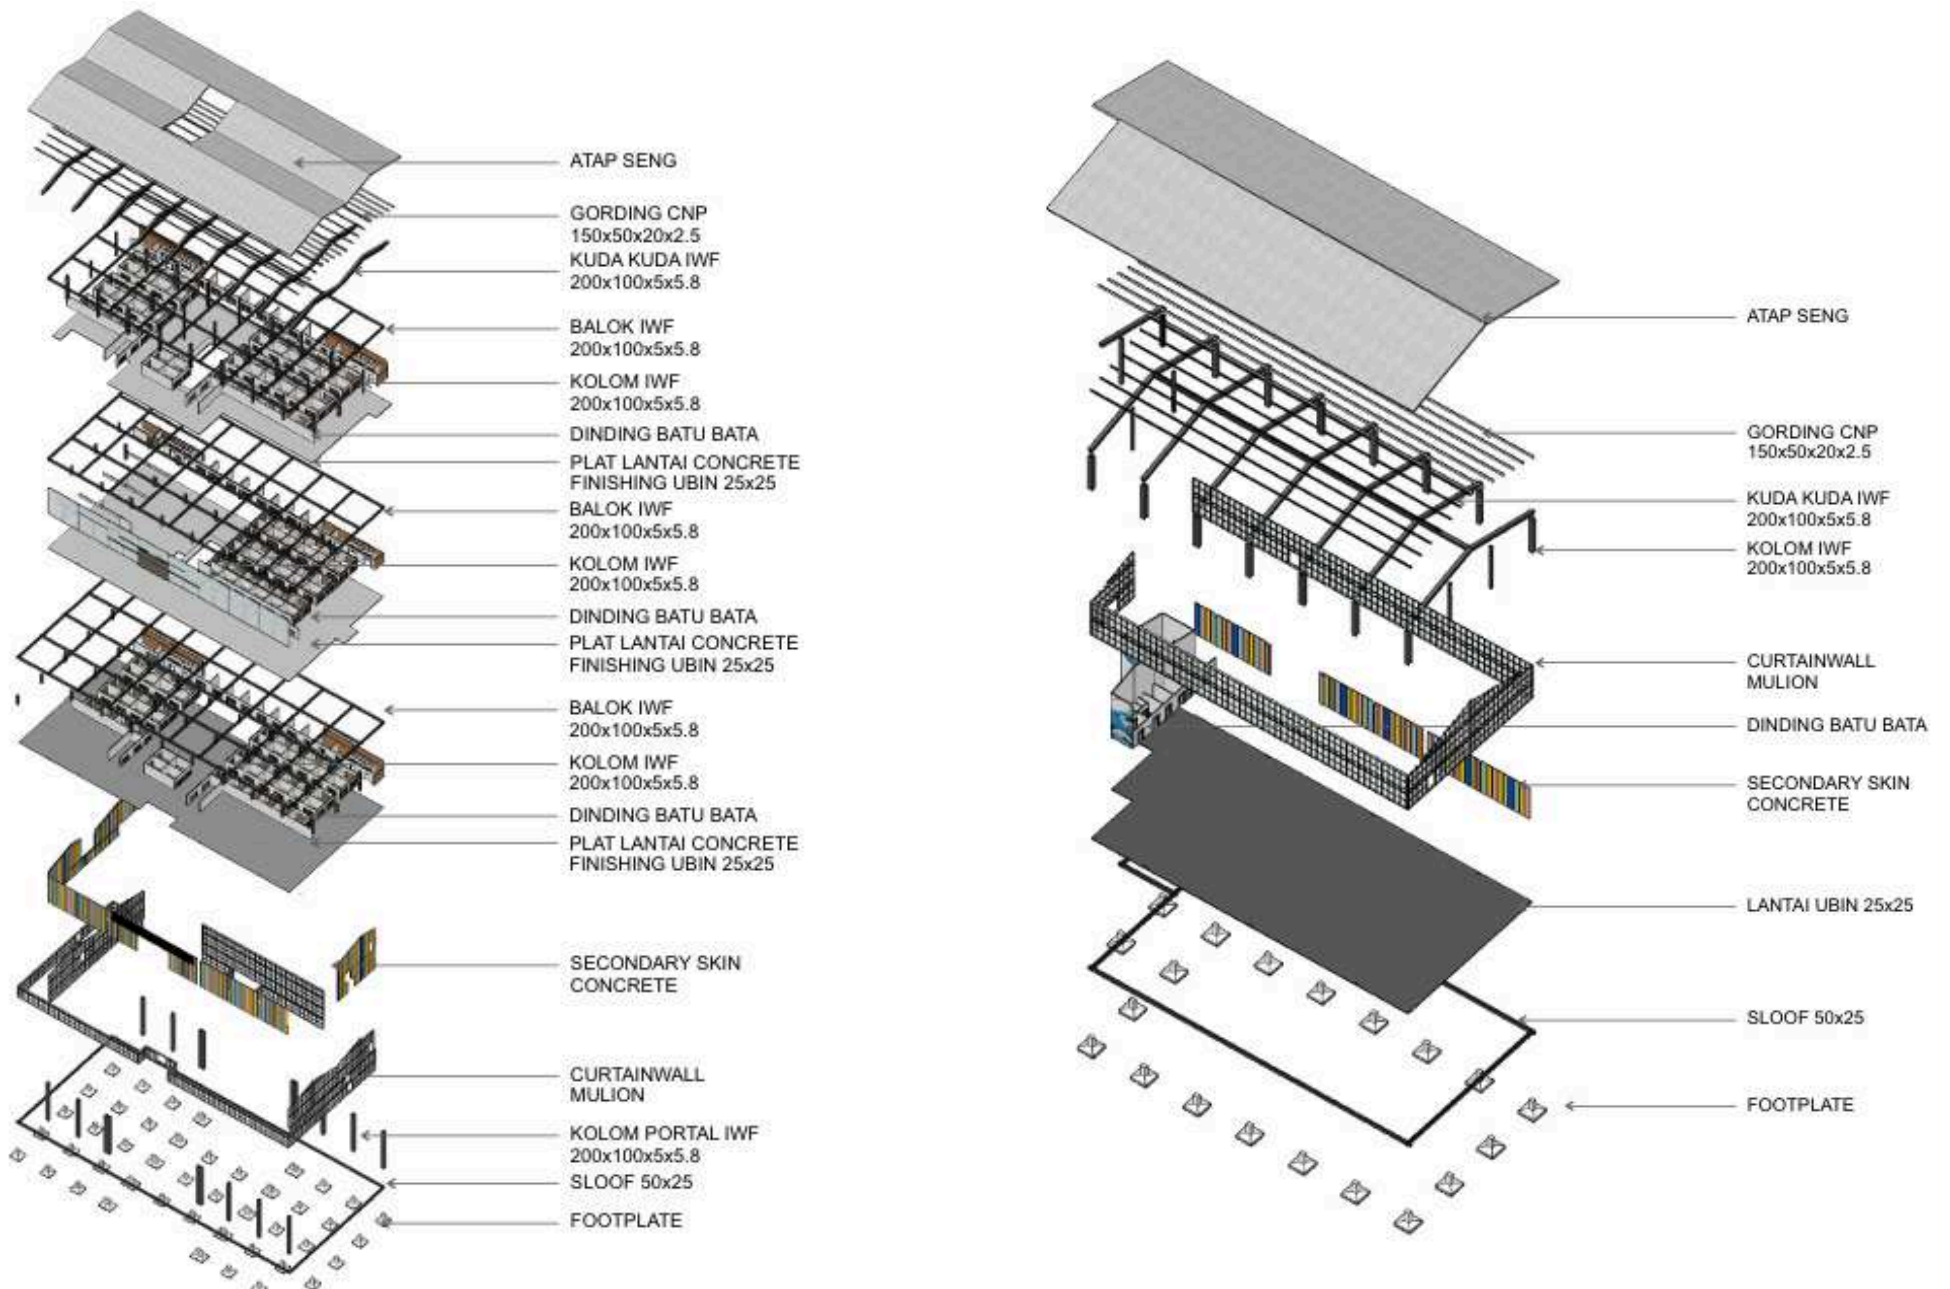 ATAP SENG
GORDING CNP
150x50x20x2.5
KUDA KUDA IWF
200x100x5x5.8
BALOK IWF
200x100x5x5.8
KOLOM IWF
200x100x5x5.8
DINDING BATU BATA
PLAT LANTAI CONCRETE
FINISHING UBIN 25x25
BALOK IWF
200x100x5x5.8
KOLOM IWF
200x100x5x5.8
DINDING BATU BATA
PLAT LANTAI CONCRETE
FINISHING UBIN 25x25
BALOK IWF
200x100x5x5.8
KOLOM IWF
200x100x5x5.8
DINDING BATU BATA
PLAT LANTAI CONCRETE
FINISHING UBIN 25x25
SECONDARY SKIN
CONCRETE
CURTAINWALL
MULION
KOLOM PORTAL IWF
200x100x5x5.8
SLOOF 50x25
FOOTPLATE
ATAP SENG
GORDING CNP
150x50x20x2.5
KUDA KUDA IWF
200x100x5x5.8
KOLOM IWF
200x100x5x5.8
CURTAINWALL
MULION
DINDING BATU BATA
SECONDARY SKIN
CONCRETE
LANTAI UBIN 25x25
SLOOF 50x25
FOOTPLATE